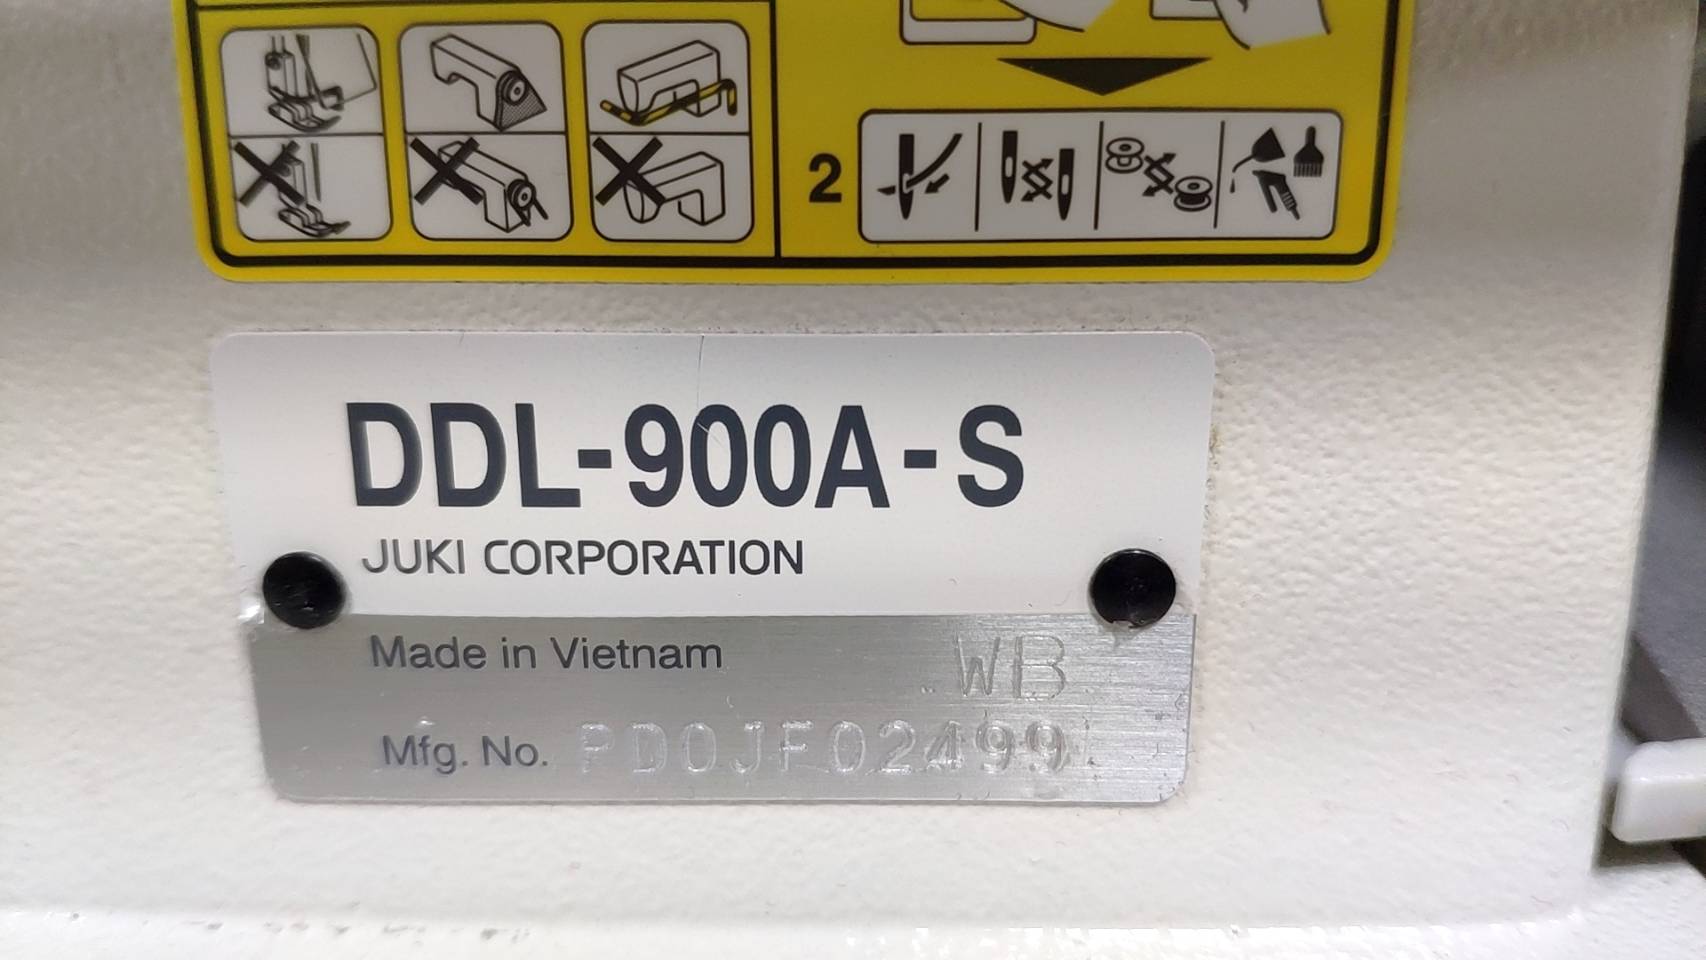 2
DDL-900A-S
JUKI CORPORATION
Made in Vietnam WB
Mfg. No. PD0JF02499